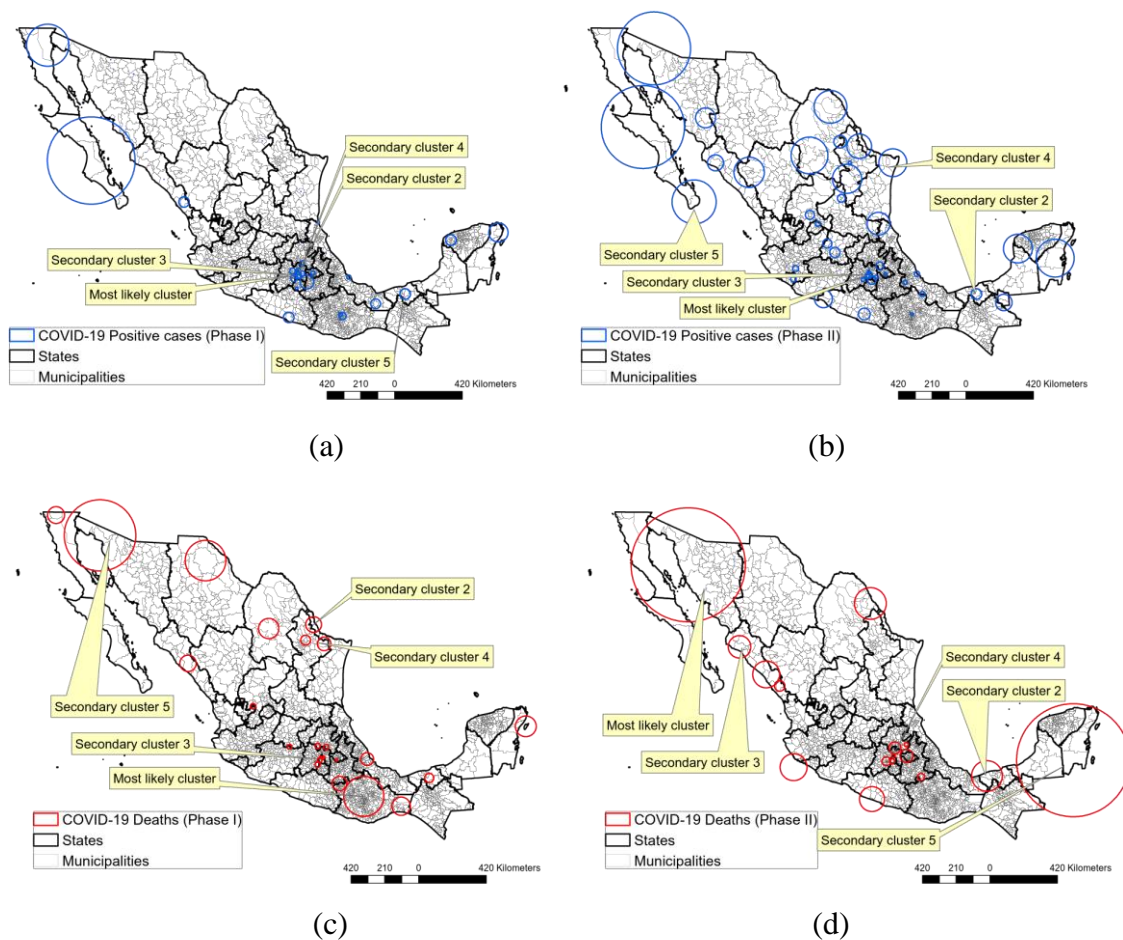 Secondary cluster 4
Secondary cluster 2
Secondary cluster 3
Most likely cluster
COVID-19 Positive cases (Phase I)
States
Municipalities
Secondary cluster 5
420 210 0 420 Kilometers
(a)
Secondary cluster 4
Secondary cluster 2
Secondary cluster 5
Secondary cluster 3
Most likely cluster
COVID-19 Positive cases (Phase II)
States
Municipalities
420 210 0 420 Kilometers
(b)
Secondary cluster 2
Secondary cluster 4
Secondary cluster 5
Secondary cluster 3
Most likely cluster
COVID-19 Deaths (Phase I)
States
Municipalities
420 210 0 420 Kilometers
(c)
Secondary cluster 4
Secondary cluster 2
Most likely cluster
Secondary cluster 3
COVID-19 Deaths (Phase II)
States
Municipalities
Secondary cluster 5
420 210 0 420 Kilometers
(d)